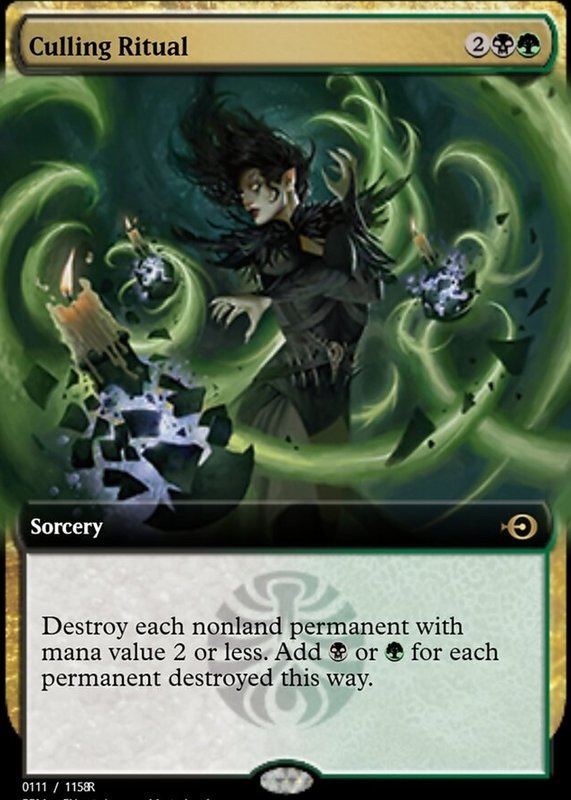 Culling Ritual 2
Sorcery
Destroy each nonland permanent with
mana value 2 or less. Add or for each
permanent destroyed this way.
0111 / 1158R